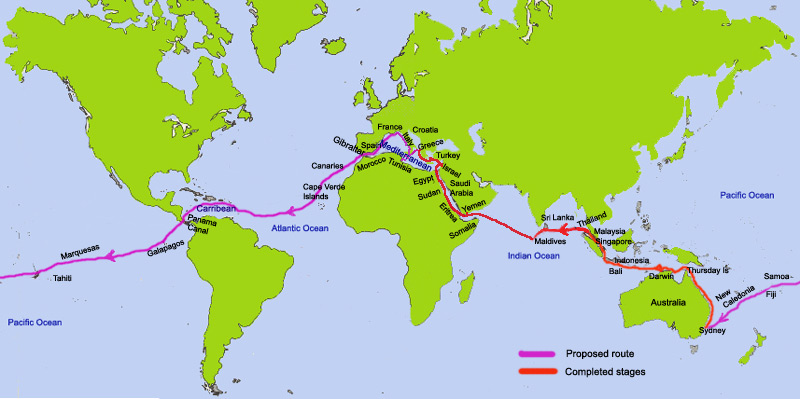 France
Croatia
Gibralter
Spain
Italy
Greece
Mediterranean
Turkey
Israel
Morocco
Tunisia
Canaries
Egypt
Saudi
Arabia
Cape Verde
Islands
Sudan
Pacific Ocean
Carribean
Eritrea
Yemen
Sri Lanka
Thailand
Panama
Canal
Atlantic Ocean
Somalia
Maldives
Malaysia
Singapore
Marquesas
Galapagos
Indian Ocean
Indonesia
Bali
Thursday Is
Darwin
Tahiti
Samoa
New
Caledonia
Fiji
Australia
Pacific Ocean
Sydney
Proposed route
Completed stages